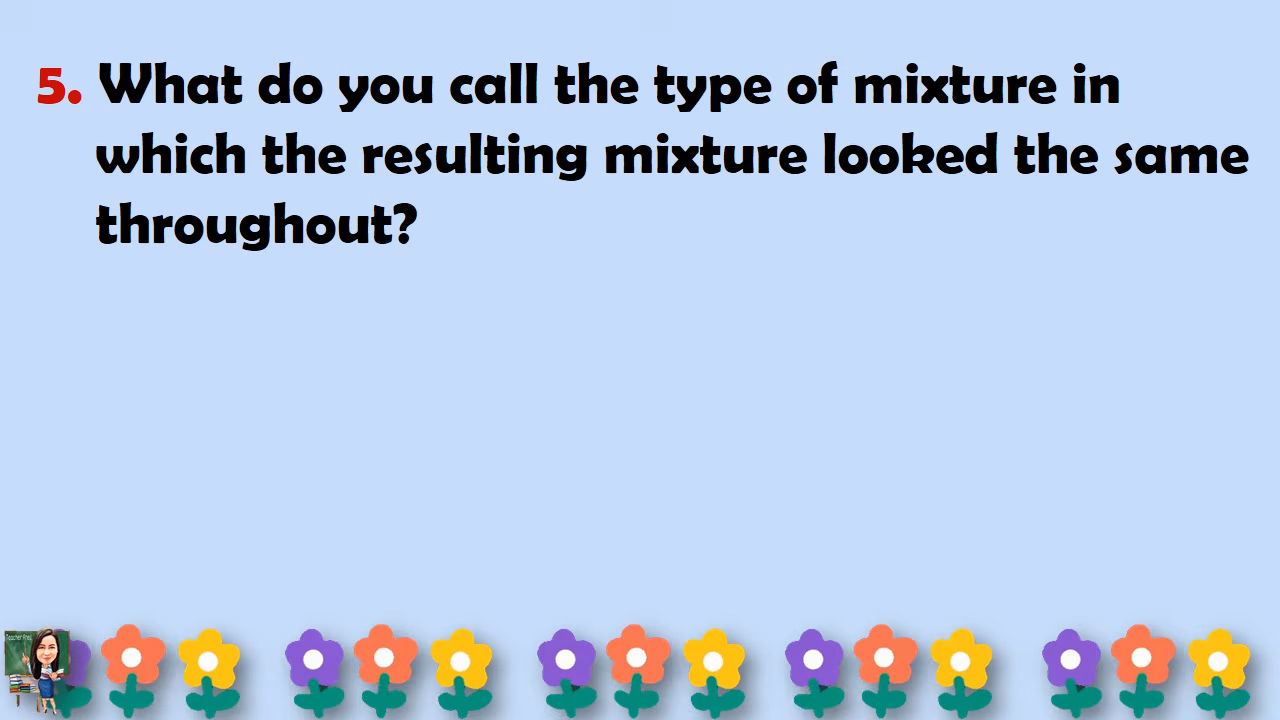 5. What do you call the type of mixture in
which the resulting mixture looked the same
throughout?